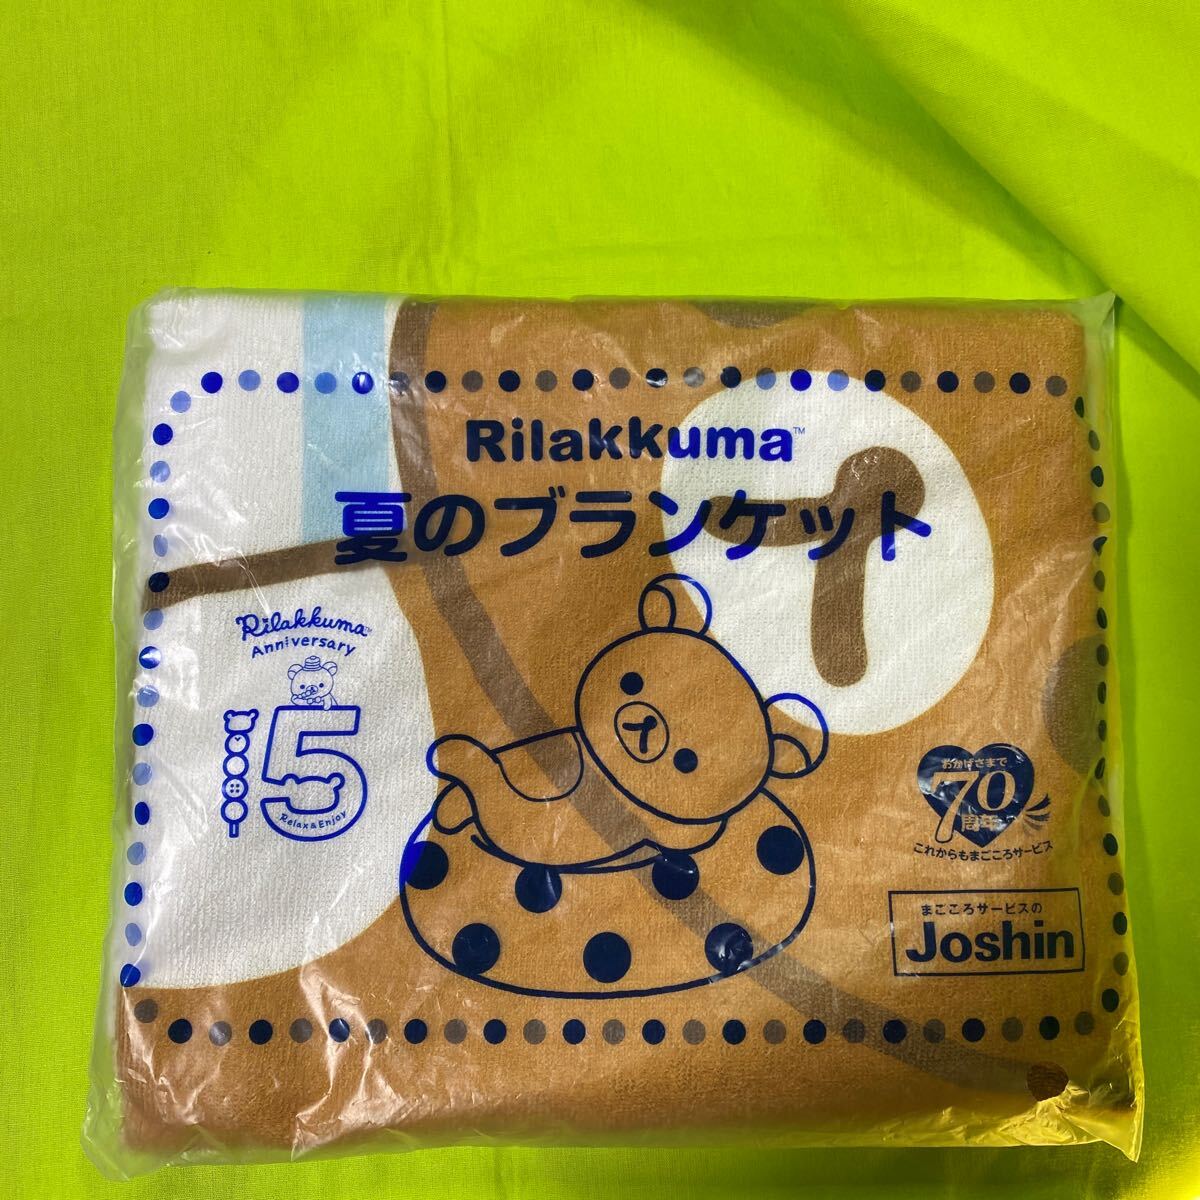 Rilakkuma™
夏のブランケット
Rilakkuma™
Anniversary
15
Relax & Enjoy
おかげさまで
70
周年
これからもまごころサービス
まごころサービスの
Joshin